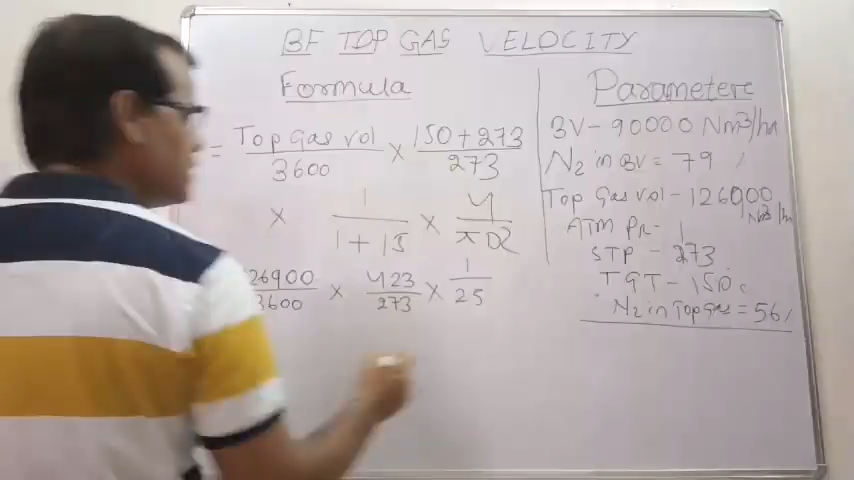 BF TOP GAS VELOCITY
Formula
= Top Gas Vol / 3600 × 150 + 273 / 273
× 1 / 1 + 1.5 × 4 / πD2
26900 / 3600 × 423 / 273 × 1 / 25
Parameters
BV - 90000 Nm3/hr
N2 in BV = 79 /
Top Gas Vol - 126900 Nm3/hr
ATM Pr - 1
STP - 273
TGT - 150°c
N2 in Top gas = 56/